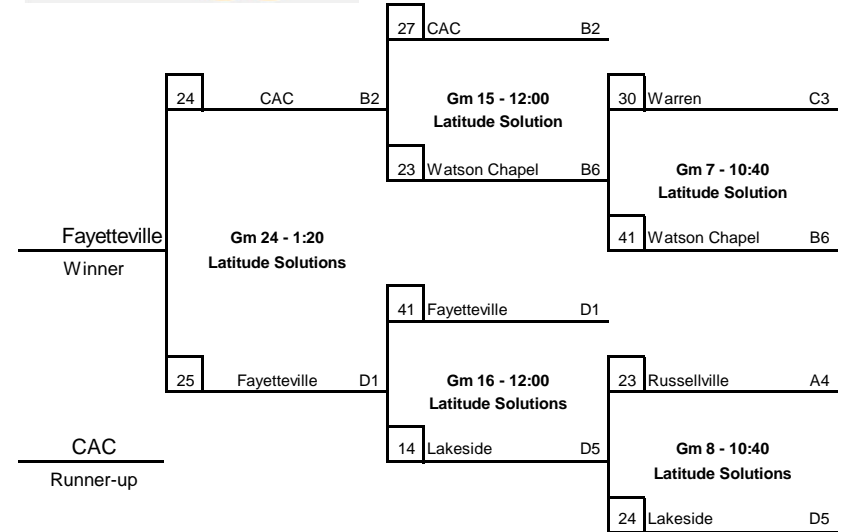 27 CAC B2
24 CAC B2
Gm 15 - 12:00
30 Warren C3
Latitude Solution
23 Watson Chapel B6
Gm 7 - 10:40
Latitude Solution
Fayetteville
Gm 24 - 1:20
41 Watson Chapel B6
Winner
Latitude Solutions
41 Fayetteville D1
25 Fayetteville D1
Gm 16 - 12:00
23 Russellville A4
Latitude Solutions
CAC
14 Lakeside D5
Gm 8 - 10:40
Runner-up
Latitude Solutions
24 Lakeside D5